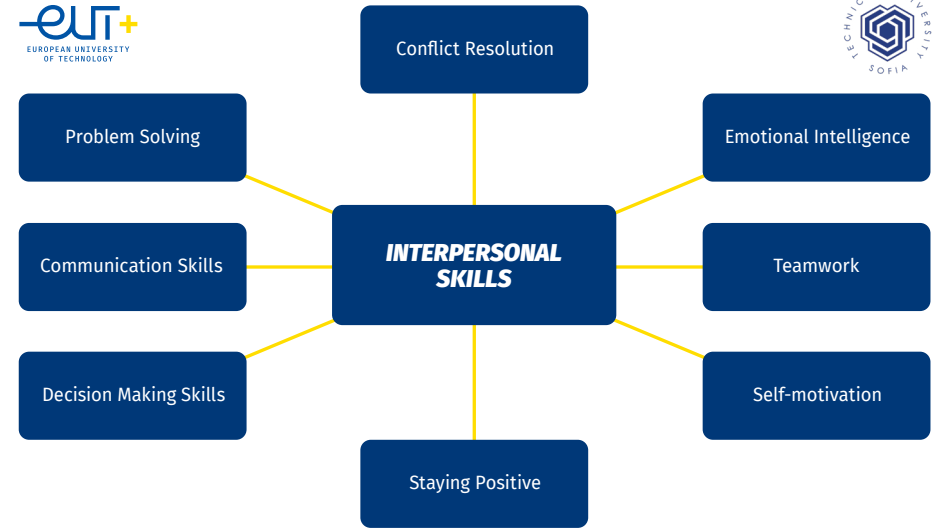 EUT+
EUROPEAN UNIVERSITY
OF TECHNOLOGY
Conflict Resolution
SOFIA
Problem Solving
Emotional Intelligence
INTERPERSONAL
SKILLS
Communication Skills
Teamwork
Decision Making Skills
Self-motivation
Staying Positive